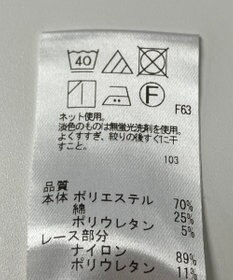 40
F
F63
ネット使用。
淡色のものは無蛍光洗剤を使用。
よくすすぎ、絞りの後すぐに干
すこと。
103
品質
本体 ポリエステル 70%
綿 25%
ポリウレタン 5%
レース部分
ナイロン 89%
ポリウレタン 11%